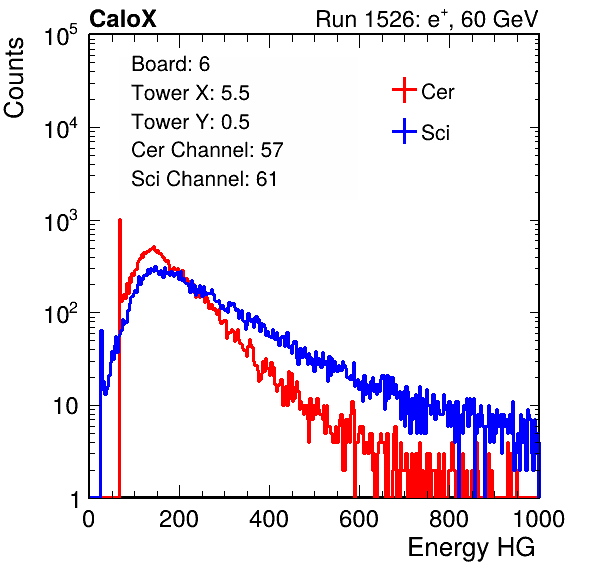 CaloX
Run 1526: e⁺, 60 GeV
Counts
10⁵
10⁴
10³
10²
10
1
Board: 6
Tower X: 5.5
Tower Y: 0.5
Cer Channel: 57
Sci Channel: 61
Cer
Sci
0 200 400 600 800 1000
Energy HG